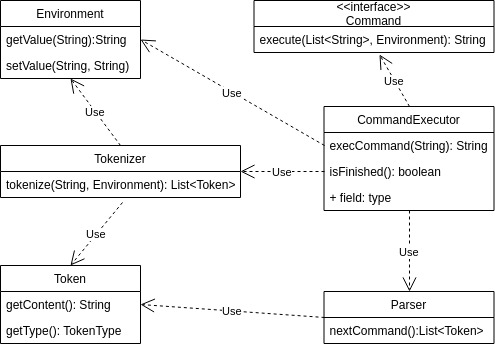 Environment
getValue(String):String
setValue(String, String)
<<interface>>
Command
execute(List<String>, Environment): String
Use
Use
Use
CommandExecutor
execCommand(String): String
isFinished(): boolean
+ field: type
Tokenizer
tokenize(String, Environment): List<Token>
Use
Use
Use
Token
getContent(): String
getType(): TokenType
Use
Parser
nextCommand():List<Token>